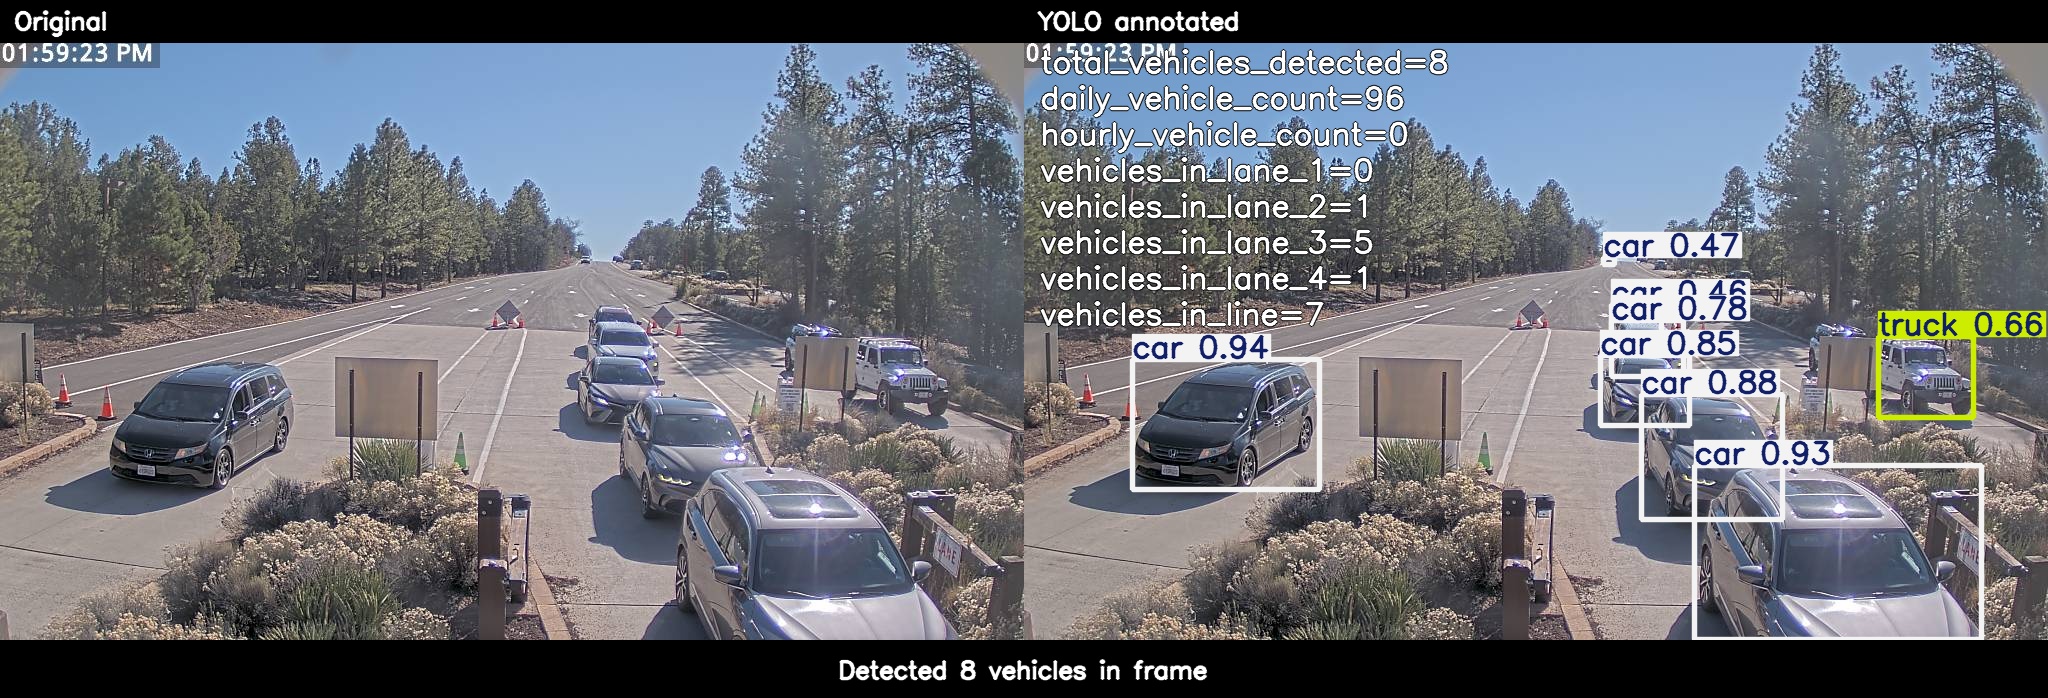 Original
YOLO annotated
01:59:23 PM
01:59:23 PM
total_vehicles_detected=8
daily_vehicle_count=96
hourly_vehicle_count=0
vehicles_in_lane_1=0
vehicles_in_lane_2=1
vehicles_in_lane_3=5
vehicles_in_lane_4=1
vehicles_in_line=7
car 0.47
car 0.46
car 0.78
truck 0.66
car 0.85
car 0.94
car 0.88
car 0.93
LANE
LANE
Detected 8 vehicles in frame